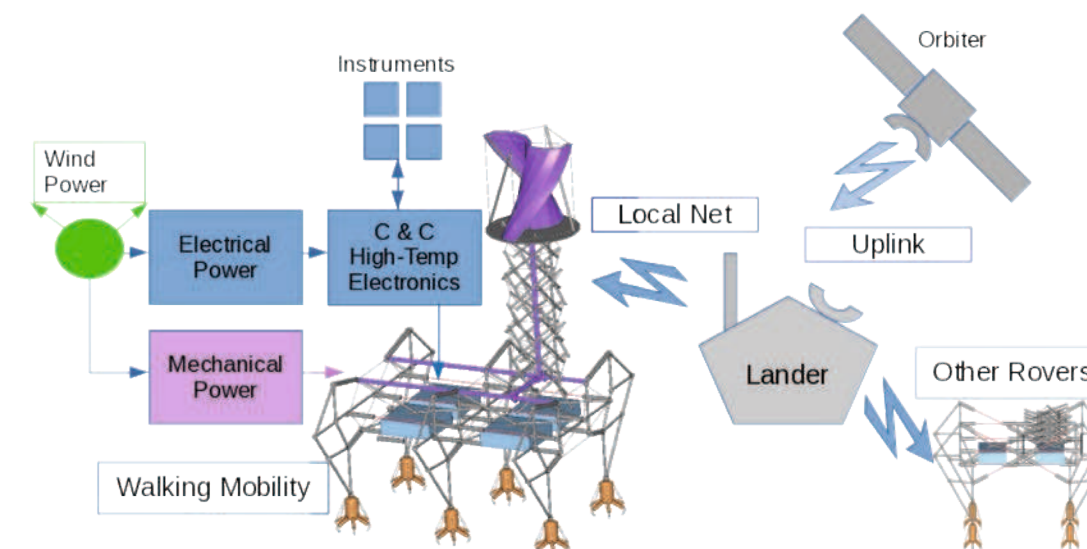 Orbiter
Instruments
Wind
Power
Local Net
C & C
High-Temp
Electronics
Electrical
Power
Uplink
Mechanical
Power
Lander
Other Rovers
Walking Mobility